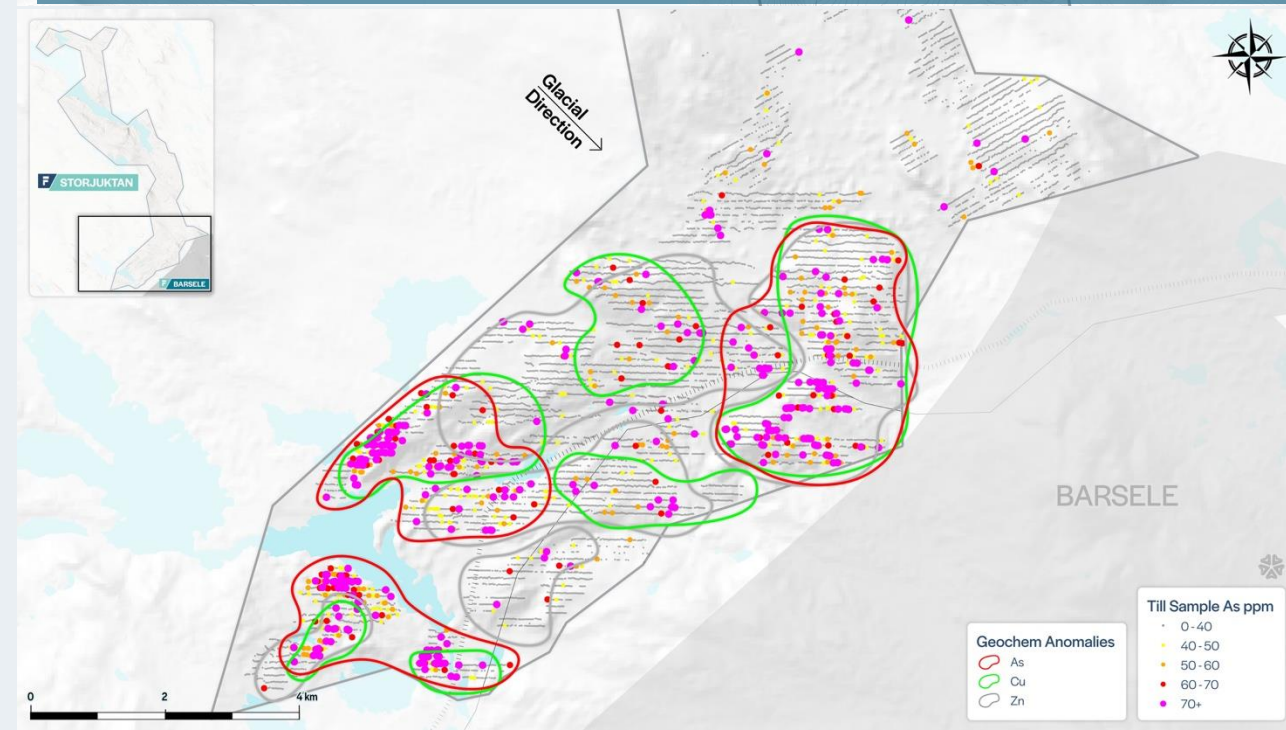 STORJUKTAN
BARSELE
Glacial
Direction
BARSELE
0 2 4 km
Geochem Anomalies
As
Cu
Zn
Till Sample As ppm
0-40
40-50
50-60
60-70
70+